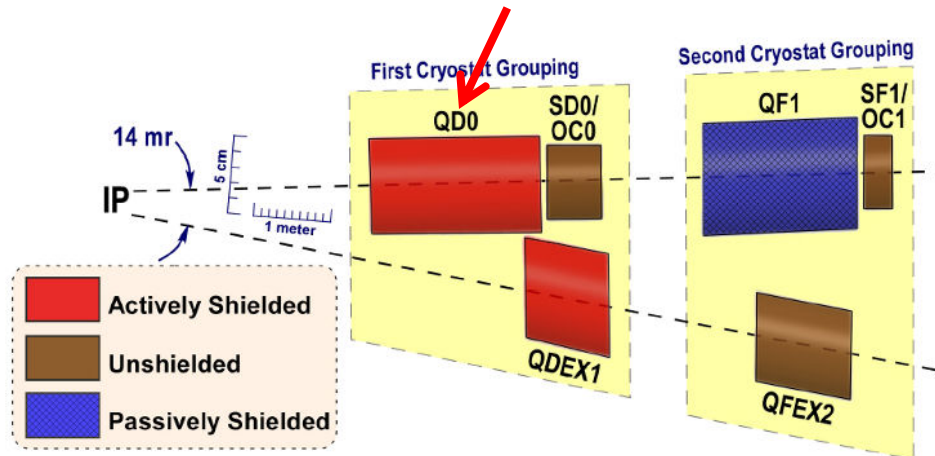 First Cryostat Grouping
Second Cryostat Grouping
QD0
SD0/
OC0
QF1
SF1/
OC1
14 mr
5 cm
IP
1 meter
Actively Shielded
Unshielded
Passively Shielded
QDEX1
QFEX2